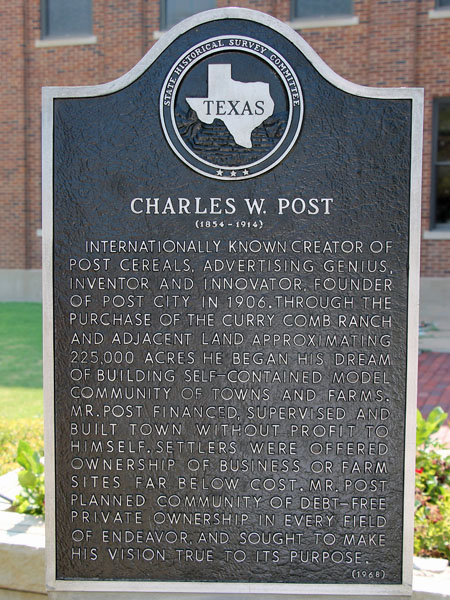 STATE HISTORICAL SURVEY COMMITTEE
TEXAS
CHARLES W. POST
(1854-1914)
INTERNATIONALLY KNOWN CREATOR OF
POST CEREALS, ADVERTISING GENIUS,
INVENTOR AND INNOVATOR, FOUNDER
OF POST CITY IN 1906. THROUGH THE
PURCHASE OF THE CURRY COMB RANCH
AND ADJACENT LAND APPROXIMATING
225,000 ACRES HE BEGAN HIS DREAM
OF BUILDING SELF-CONTAINED MODEL
COMMUNITY OF TOWNS AND FARMS.
MR. POST FINANCED, SUPERVISED AND
BUILT TOWN WITHOUT PROFIT TO
HIMSELF. SETTLERS WERE OFFERED
OWNERSHIP OF BUSINESS OR FARM
SITES FAR BELOW COST. MR. POST
PLANNED COMMUNITY OF DEBT-FREE
PRIVATE OWNERSHIP IN EVERY FIELD
OF ENDEAVOR, AND SOUGHT TO MAKE
HIS VISION TRUE TO ITS PURPOSE.
(1968)